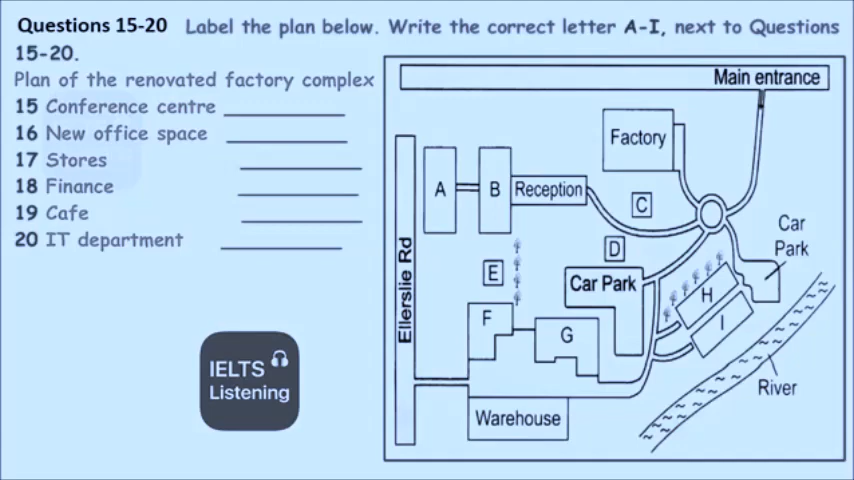 Questions 15-20 Label the plan below. Write the correct letter A-I, next to Questions
15-20.
Plan of the renovated factory complex
15 Conference centre
16 New office space
17 Stores
18 Finance
19 Cafe
20 IT department
Main entrance
Factory
A
B
Reception
C
Car
Park
D
E
Car Park
H
F
G
I
Ellerslie Rd
River
Warehouse
IELTS
Listening